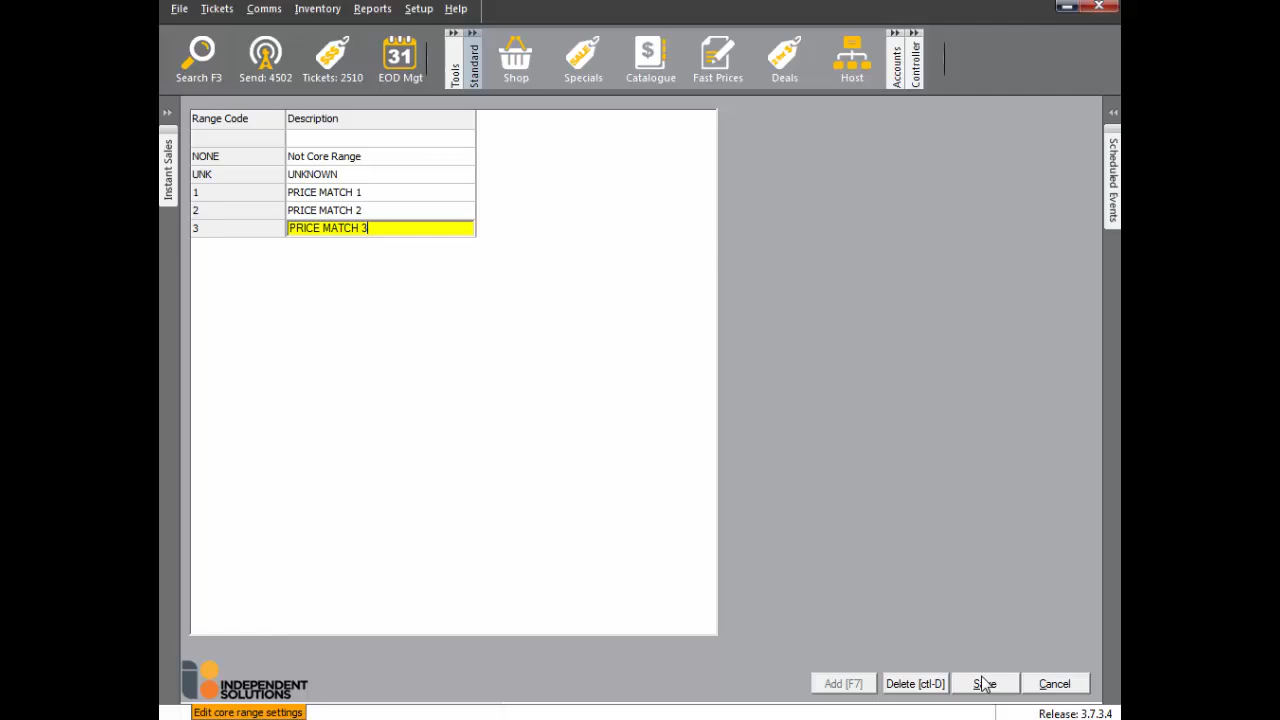 File Tickets Comms Inventory Reports Setup Help
Search F3 Send: 4502 Tickets: 2510 31 EOD Mgt Tools Standard Shop Specials Catalogue Fast Prices Deals Host Accounts Controller
Instant Sales
Scheduled Events
Range Code Description
NONE Not Core Range
UNK UNKNOWN
1 PRICE MATCH 1
2 PRICE MATCH 2
3 PRICE MATCH 3
INDEPENDENT
SOLUTIONS
Add [F7] Delete [ctl-D] Save Cancel
Edit core range settings Release: 3.7.3.4